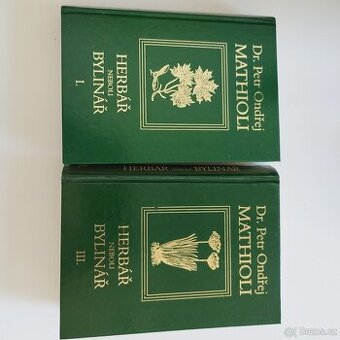 Dr. Petr Ondřej
MATHIOLI
HERBÁŘ
NEBOLI
BYLINÁŘ
I.
HERBÁŘ NEBOLI BYLINÁŘ
Dr. Petr Ondřej
MATHIOLI
HERBÁŘ
NEBOLI
BYLINÁŘ
III.
Bazos.cz